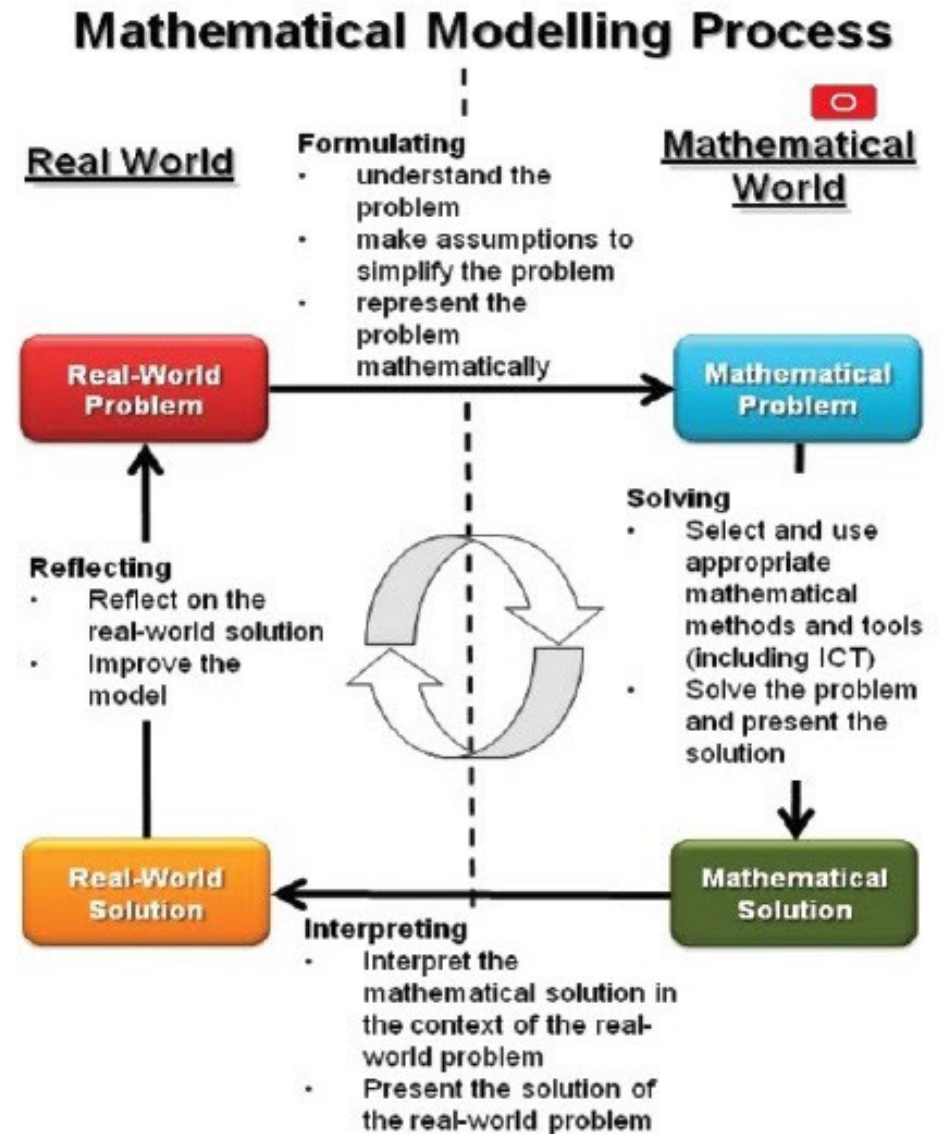 Mathematical Modelling Process
Real World
Mathematical
World
Formulating
· understand the
problem
· make assumptions to
simplify the problem
· represent the
problem
mathematically
Real-World
Problem
Mathematical
Problem
Solving
· Select and use
appropriate
mathematical
methods and tools
(including ICT)
· Solve the problem
and present the
solution
Reflecting
· Reflect on the
real-world solution
· Improve the
model
Real-World
Solution
Mathematical
Solution
Interpreting
· Interpret the
mathematical solution in
the context of the real-
world problem
· Present the solution of
the real-world problem